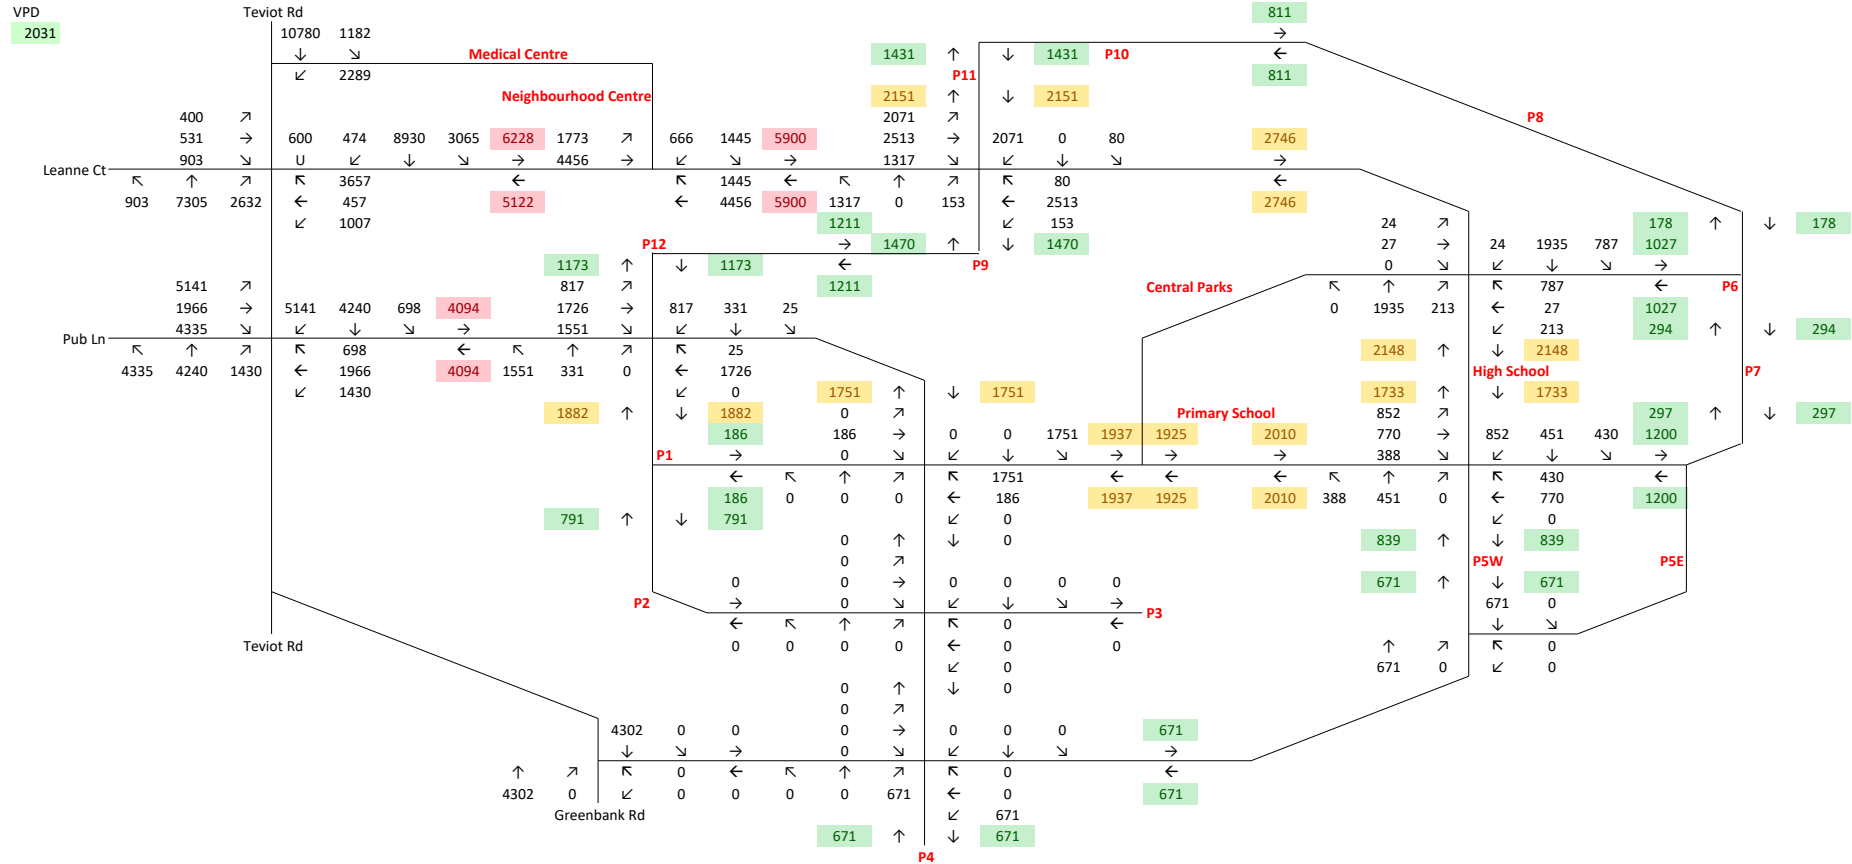 VPD Teviot Rd 811
2031 10780 1182 →
↓ ↘ Medical Centre 1431 ↑ ↓ 1431 P10 ←
↙ 2289 P11 811
Neighbourhood Centre 2151 ↑ ↓ 2151
400 ↗ 2071 ↗ P8
531 → 600 474 8930 3065 6228 1773 ↗ 666 1445 5900 2513 → 2071 0 80 2746
903 ↘ U ↙ ↓ ↘ → 4456 → ↙ ↘ → 1317 ↘ ↙ ↓ ↘ →
Leanne Ct
↖ ↑ ↗ ↖ 3657 ← ↖ 1445 ← ↖ ↑ ↗ ↖ 80 ←
903 7305 2632 ← 457 5122 ← 4456 5900 1317 0 153 ← 2513 2746
↙ 1007 1211 ↙ 153 24 ↗ 178 ↑ ↓ 178
P12 → 1470 ↑ ↓ 1470 27 → 24 1935 787 1027
1173 ↑ ↓ 1173 ← P9 0 ↘ ↙ ↓ ↘ →
5141 ↗ 817 ↗ 1211 Central Parks ↖ ↑ ↗ ↖ 787 ← P6
1966 → 5141 4240 698 4094 1726 → 817 331 25 0 1935 213 ← 27 1027
4335 ↘ ↙ ↓ ↘ → 1551 ↘ ↙ ↓ ↘ ↙ 213 294 ↑ ↓ 294
Pub Ln
↖ ↑ ↗ ↖ 698 ← ↖ ↑ ↗ ↖ 25 2148 ↑ ↓ 2148
4335 4240 1430 ← 1966 4094 1551 331 0 ← 1726 High School P7
↙ 1430 ↙ 0 1751 ↑ ↓ 1751 1733 ↑ ↓ 1733
1882 ↑ ↓ 1882 0 ↗ Primary School 852 ↗ 297 ↑ ↓ 297
186 186 → 0 0 1751 1937 1925 2010 770 → 852 451 430 1200
P1 → 0 ↘ ↙ ↓ ↘ → → → 388 ↘ ↙ ↓ ↘ →
← ↖ ↑ ↗ ↖ 1751 ← ← ← ↖ ↑ ↗ ↖ 430 ←
186 0 0 0 ← 186 1937 1925 2010 388 451 0 ← 770 1200
791 ↑ ↓ 791 ↙ 0 ↙ 0
0 ↑ ↓ 0 839 ↑ ↓ 839
0 ↗ P5W P5E
0 0 → 0 0 0 0 671 ↑ ↓ 671
P2 → 0 ↘ ↙ ↓ ↘ → P3 671 0
← ↖ ↑ ↗ ↖ 0 ← ↓ ↘
Teviot Rd 0 0 0 0 ← 0 0 ↑ ↗ ↖ 0
↙ 0 671 0 ↙ 0
0 ↑ ↓ 0
0 ↗
4302 0 0 0 → 0 0 0 671
↓ ↘ → 0 ↘ ↙ ↓ ↘ →
↑ ↗ ↖ 0 ← ↖ ↑ ↗ ↖ 0 ←
4302 0 ↙ 0 0 0 0 671 ← 0 671
Greenbank Rd ↙ 671
671 ↑ ↓ 671
P4